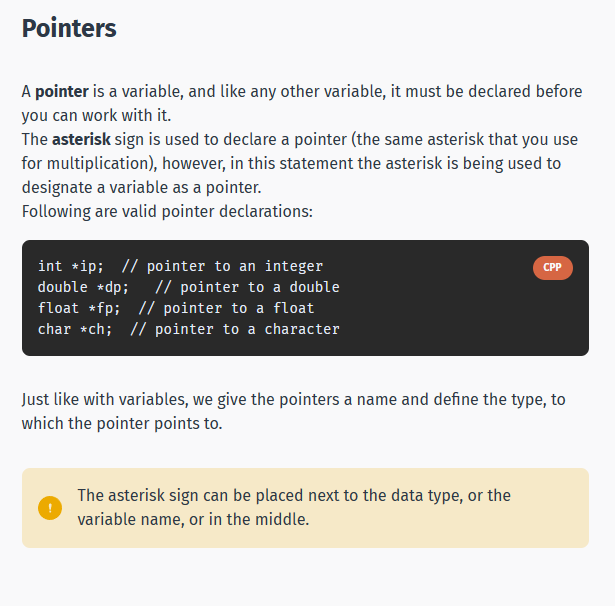 Pointers
A pointer is a variable, and like any other variable, it must be declared before
you can work with it.
The asterisk sign is used to declare a pointer (the same asterisk that you use
for multiplication), however, in this statement the asterisk is being used to
designate a variable as a pointer.
Following are valid pointer declarations:
CPP
int *ip;  // pointer to an integer
double *dp;   // pointer to a double
float *fp;  // pointer to a float
char *ch;  // pointer to a character
Just like with variables, we give the pointers a name and define the type, to
which the pointer points to.
!
The asterisk sign can be placed next to the data type, or the
variable name, or in the middle.